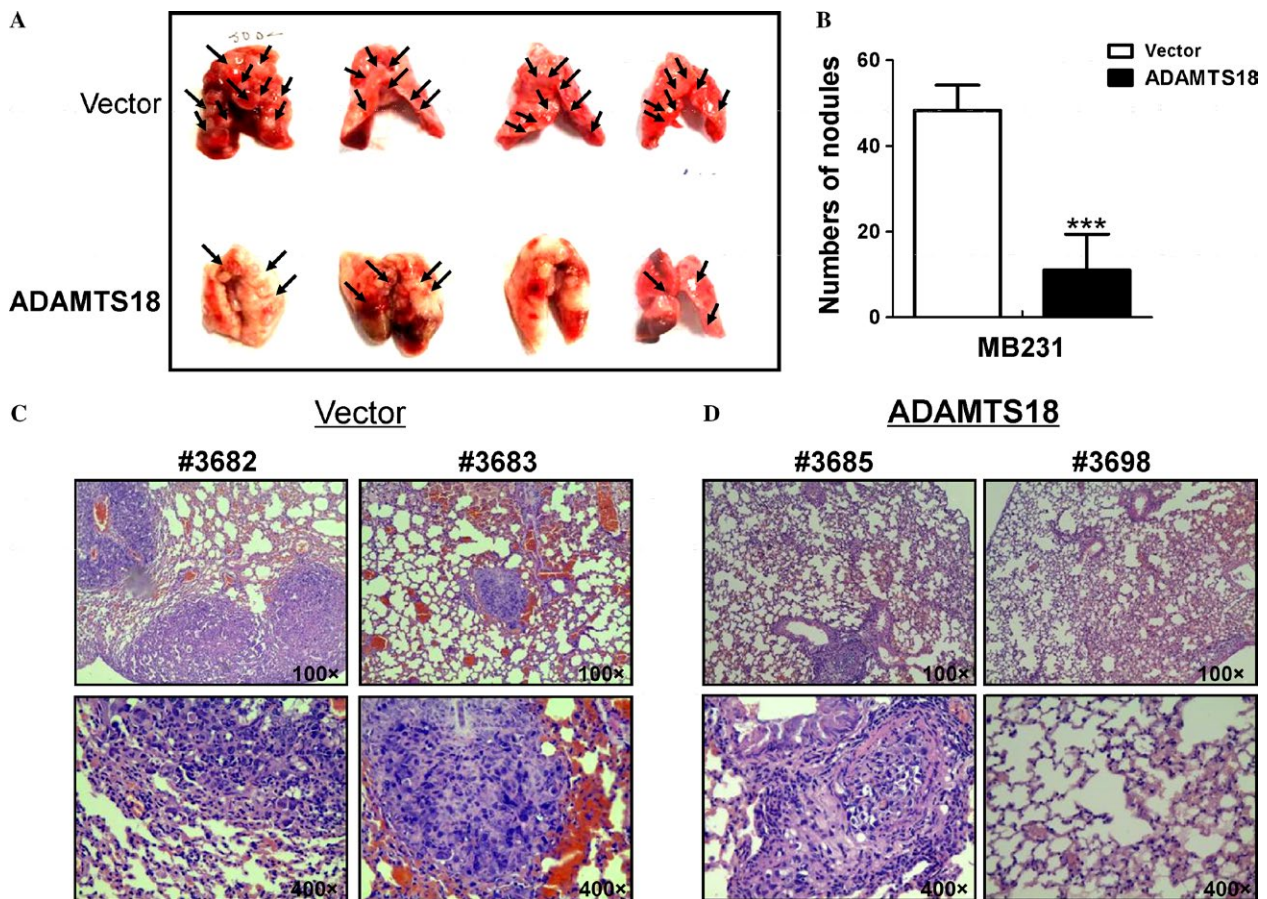 A
Vector
ADAMTS18
B
Vector
ADAMTS18
Numbers of nodules
60
40
20
0
***
MB231
C
Vector
#3682
#3683
100×
100×
400×
400×
D
ADAMTS18
#3685
#3698
100×
100×
400×
400×